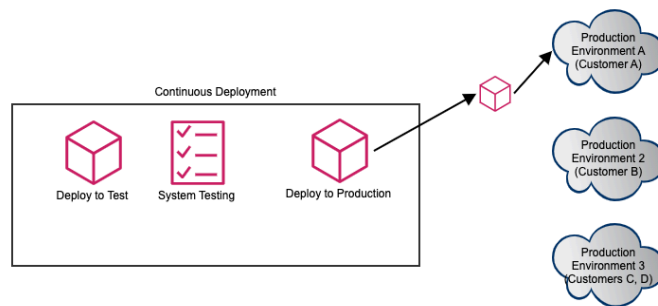 Continuous Deployment
Deploy to Test
System Testing
Deploy to Production
Production
Environment A
(Customer A)
Production
Environment 2
(Customer B)
Production
Environment 3
(Customers C, D)